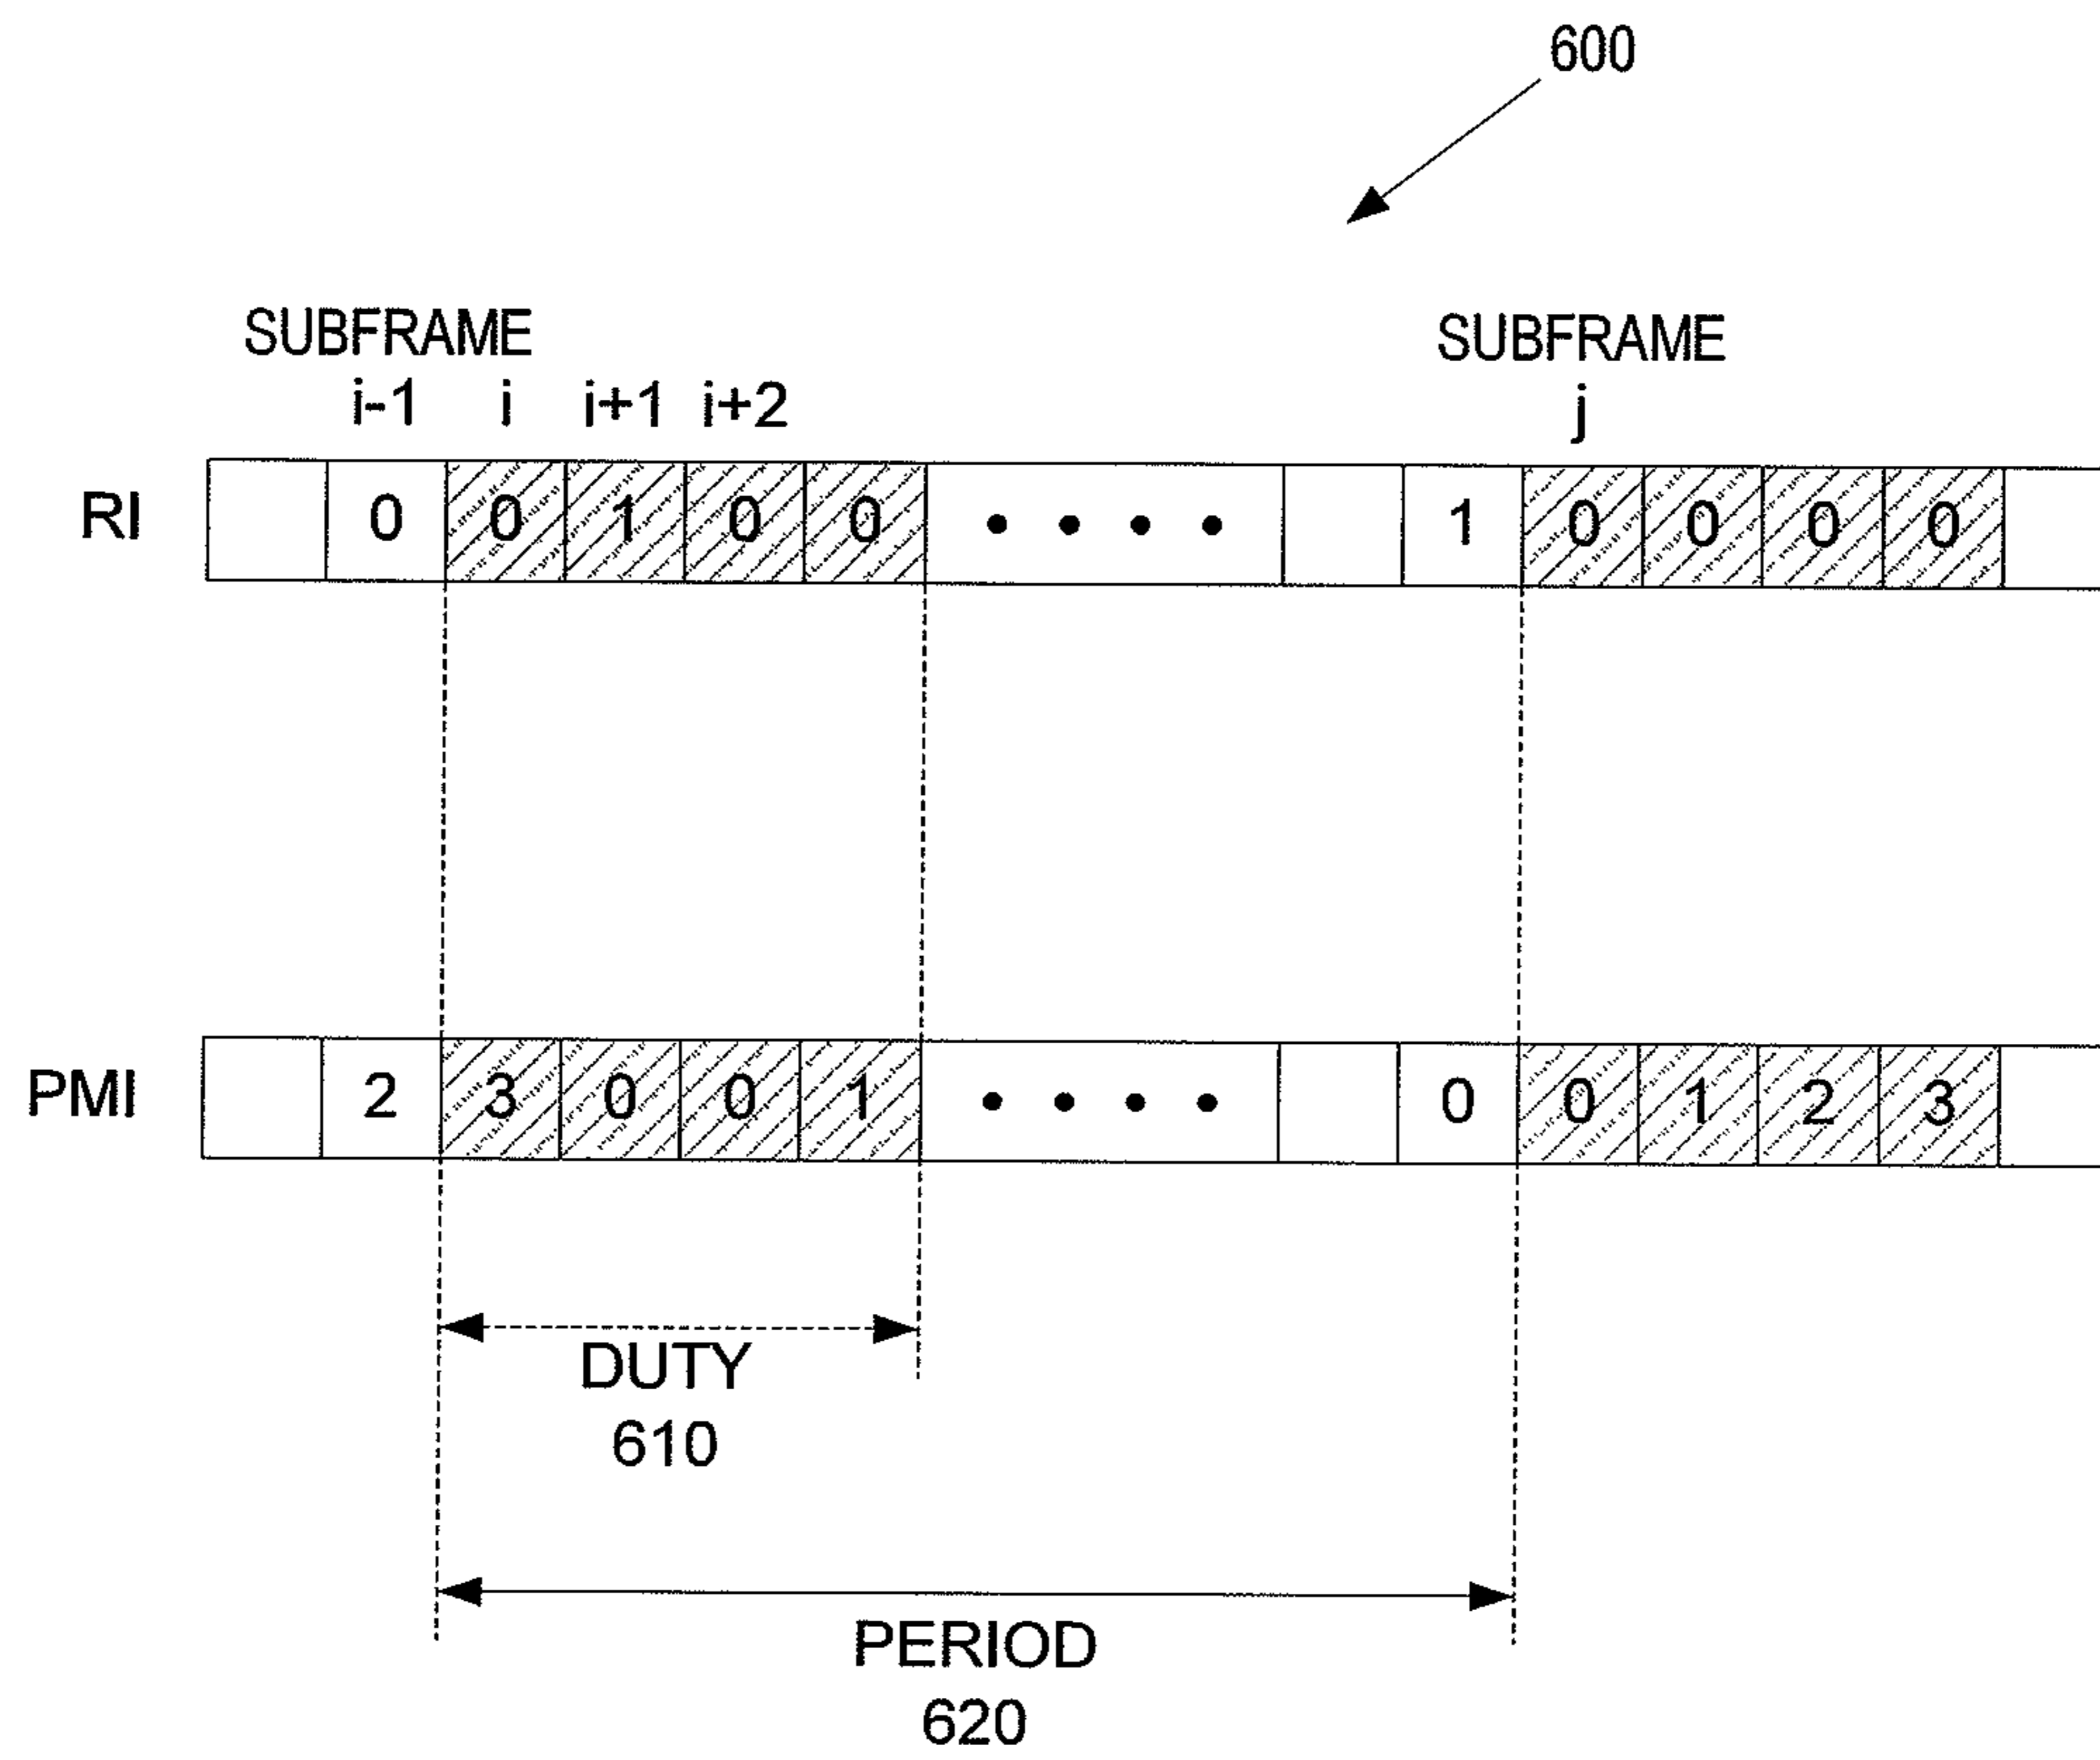 600
SUBFRAME
i-1 i i+1 i+2
SUBFRAME
j
RI 0 0 1 0 0 • • • • 1 0 0 0 0
PMI 2 3 0 0 1 • • • • 0 0 1 2 3
DUTY
610
PERIOD
620